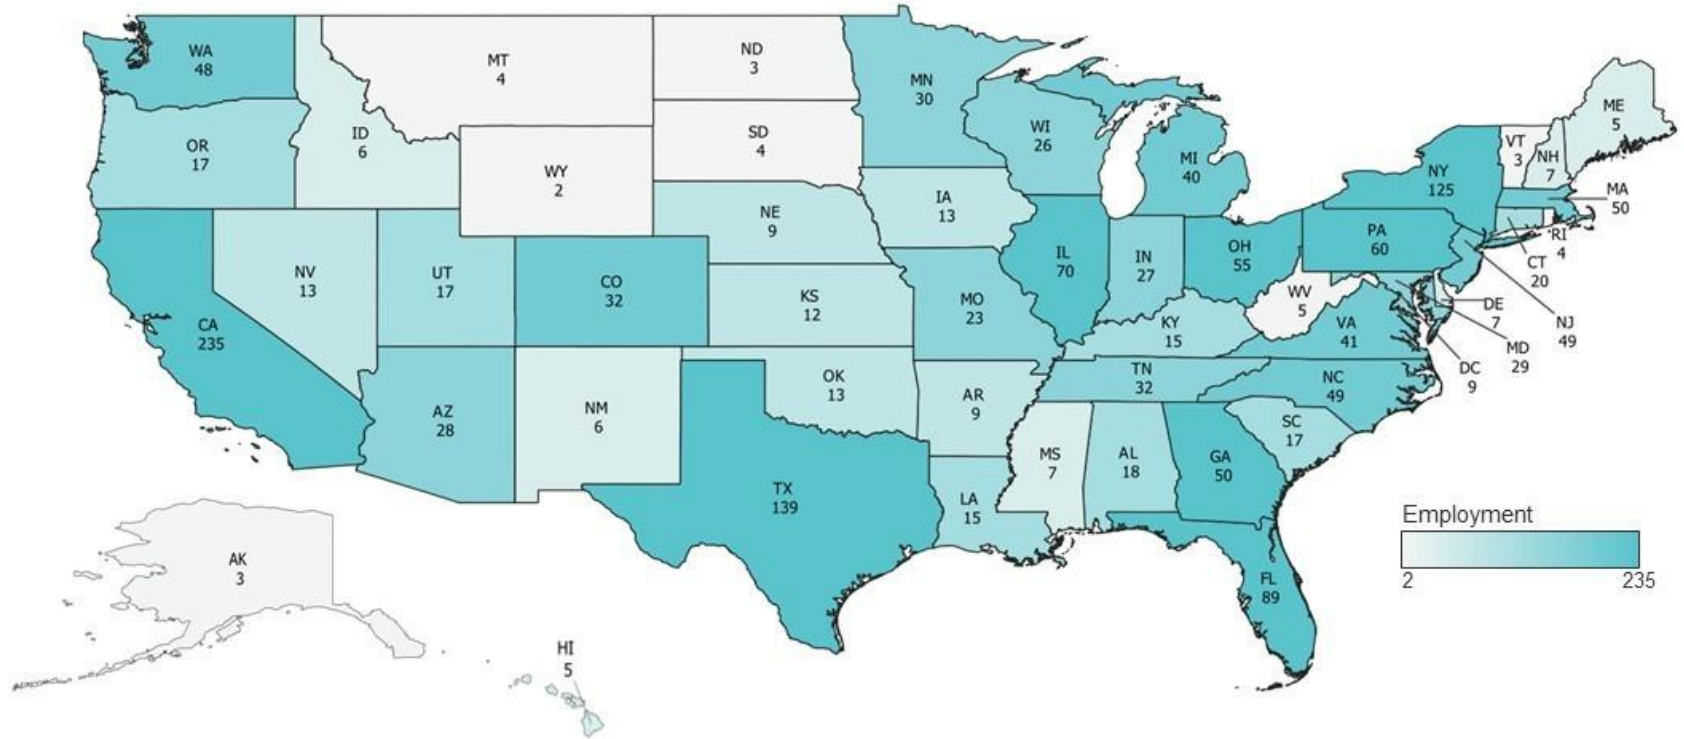 WA
48
MT
4
ND
3
MN
30
OR
17
ID
6
WY
2
SD
4
WI
26
MI
40
NY
125
VT
3
NH
7
ME
5
MA
50
RI
4
CT
20
NJ
49
NV
13
UT
17
CO
32
NE
9
IA
13
IL
70
IN
27
OH
55
PA
60
WV
5
VA
41
DE
7
MD
29
DC
9
CA
235
KS
12
MO
23
KY
15
AZ
28
NM
6
OK
13
AR
9
TN
32
NC
49
SC
17
TX
139
LA
15
MS
7
AL
18
GA
50
FL
89
AK
3
HI
5
Employment
2
235